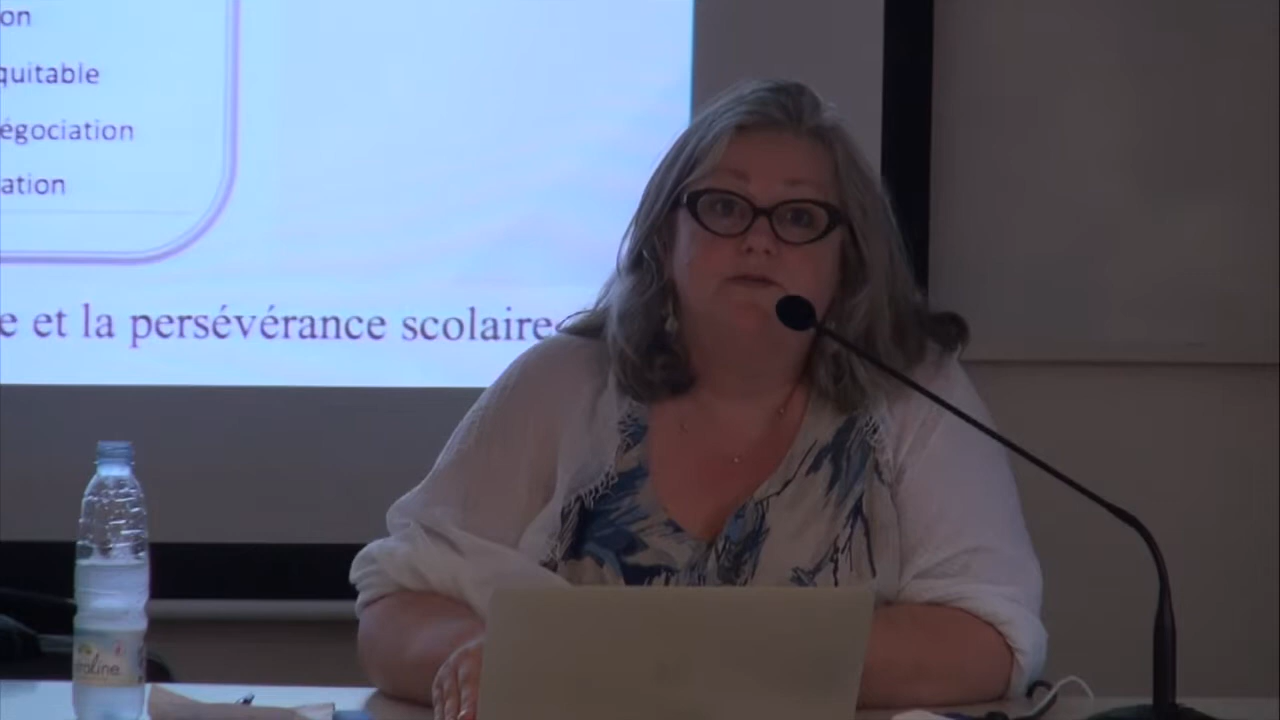 on
quitable
égociation
ation
e et la persévérance scolaire